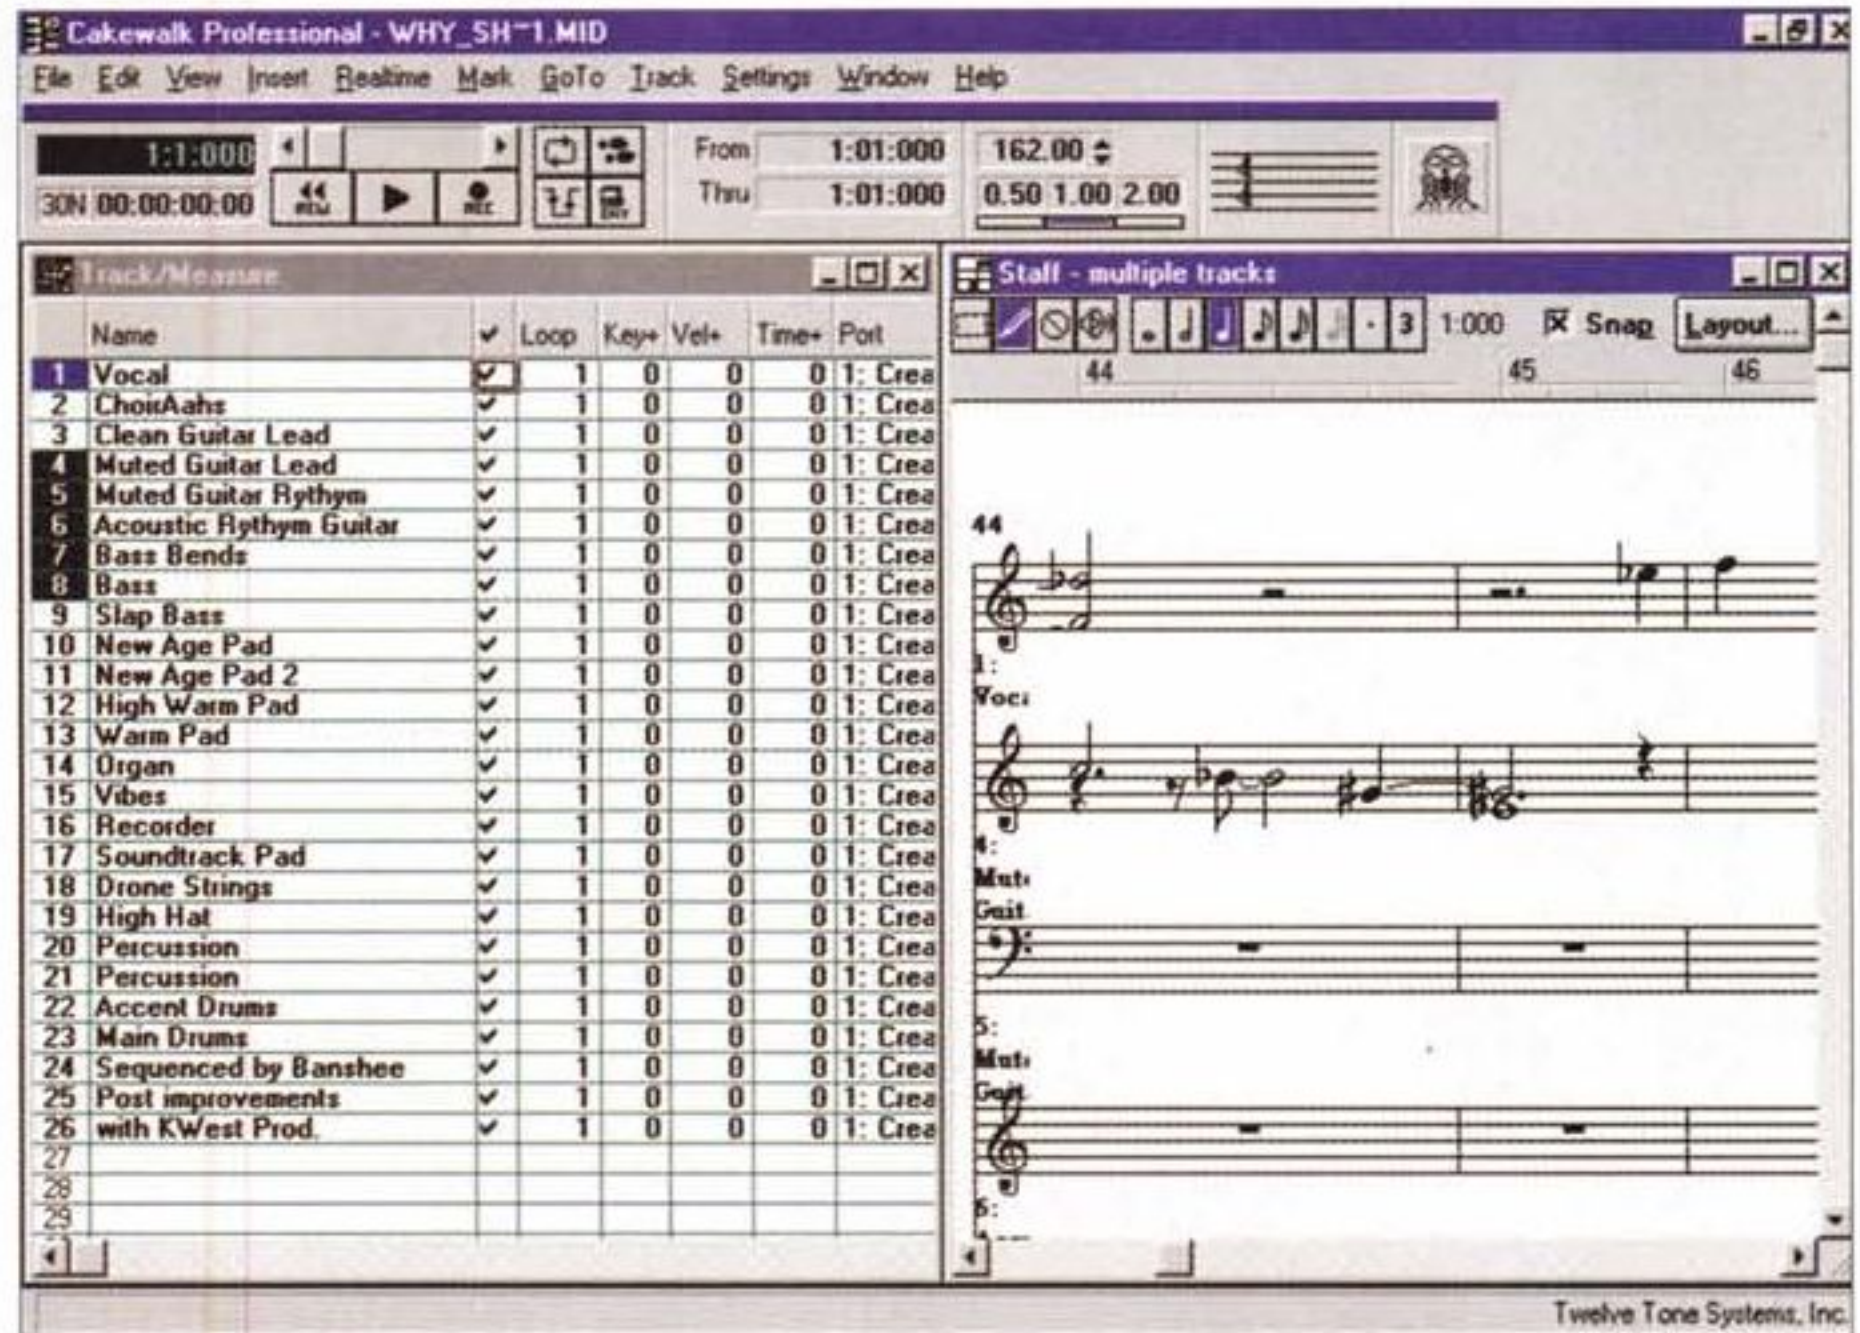 Cakewalk Professional - WHY_SH~1.MID
File Edit View Insert Realtime Mark GoTo Track Settings Window Help
1:1:000
From 1:01:000
162.00
30N 00:00:00:00
REW
REC
Thru 1:01:000
0.50 1.00 2.00
Track/Measure
Name Loop Key+ Vel+ Time+ Port
1 Vocal 1 0 0 0 1: Crea
2 ChoirAahs 1 0 0 0 1: Crea
3 Clean Guitar Lead 1 0 0 0 1: Crea
4 Muted Guitar Lead 1 0 0 0 1: Crea
5 Muted Guitar Rythym 1 0 0 0 1: Crea
6 Acoustic Rythym Guitar 1 0 0 0 1: Crea
7 Bass Bends 1 0 0 0 1: Crea
8 Bass 1 0 0 0 1: Crea
9 Slap Bass 1 0 0 0 1: Crea
10 New Age Pad 1 0 0 0 1: Crea
11 New Age Pad 2 1 0 0 0 1: Crea
12 High Warm Pad 1 0 0 0 1: Crea
13 Warm Pad 1 0 0 0 1: Crea
14 Organ 1 0 0 0 1: Crea
15 Vibes 1 0 0 0 1: Crea
16 Recorder 1 0 0 0 1: Crea
17 Soundtrack Pad 1 0 0 0 1: Crea
18 Drone Strings 1 0 0 0 1: Crea
19 High Hat 1 0 0 0 1: Crea
20 Percussion 1 0 0 0 1: Crea
21 Percussion 1 0 0 0 1: Crea
22 Accent Drums 1 0 0 0 1: Crea
23 Main Drums 1 0 0 0 1: Crea
24 Sequenced by Banshee 1 0 0 0 1: Crea
25 Post improvements 1 0 0 0 1: Crea
26 with KWest Prod. 1 0 0 0 1: Crea
27
28
29
Staff - multiple tracks
3 1:000 Snap Layout...
44 45 46
44
1:
Voca
4:
Mut
Guit
5:
Mut
Guit
6:
Twelve Tone Systems, Inc.